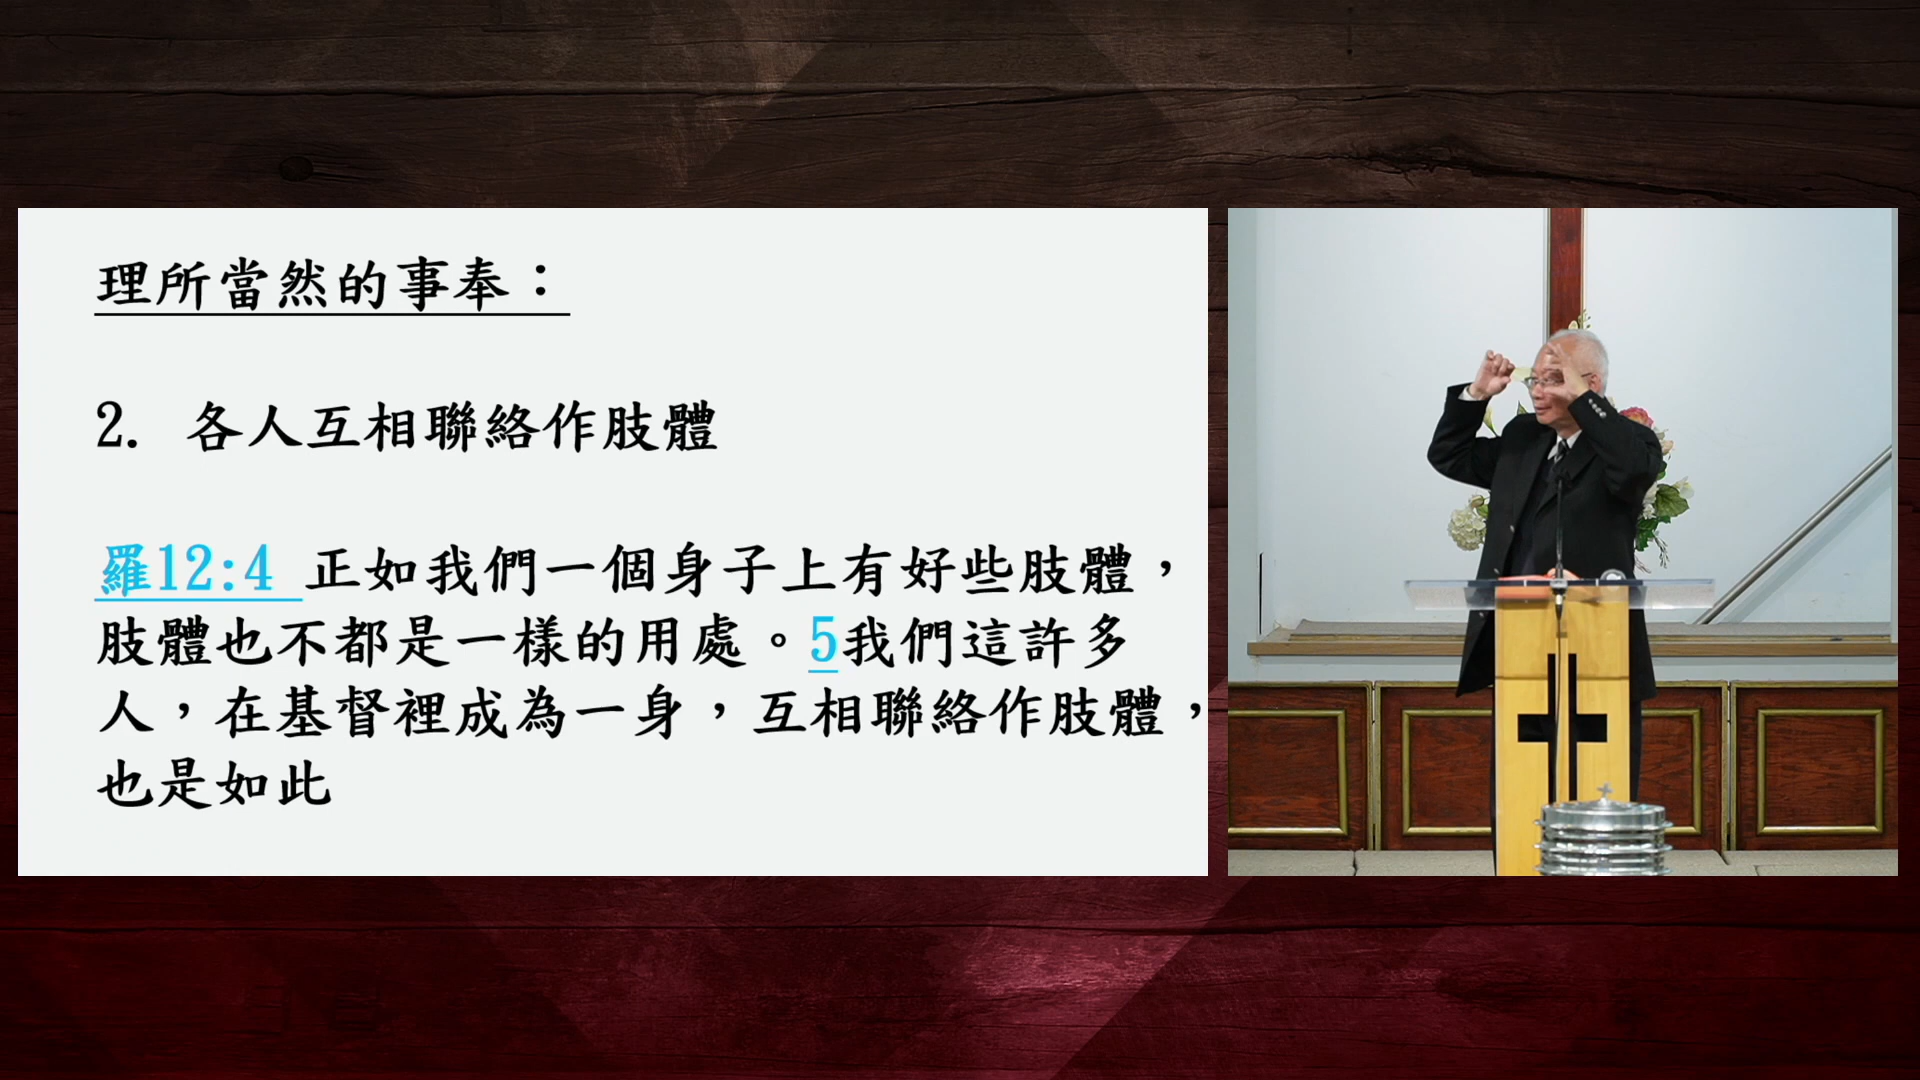 理所當然的事奉：
2. 各人互相聯絡作肢體
羅12:4 正如我們一個身子上有好些肢體，
肢體也不都是一樣的用處。5我們這許多
人，在基督裡成為一身，互相聯絡作肢體，
也是如此